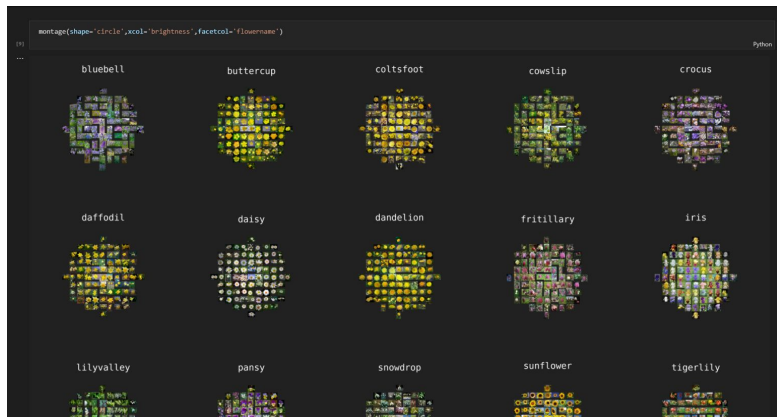 montage(shape='circle',xcol='brightness',facetcol='flowername')
[9]
Python
...
bluebell buttercup coltsfoot cowslip crocus
daffodil daisy dandelion fritillary iris
lilyvalley pansy snowdrop sunflower tigerlily